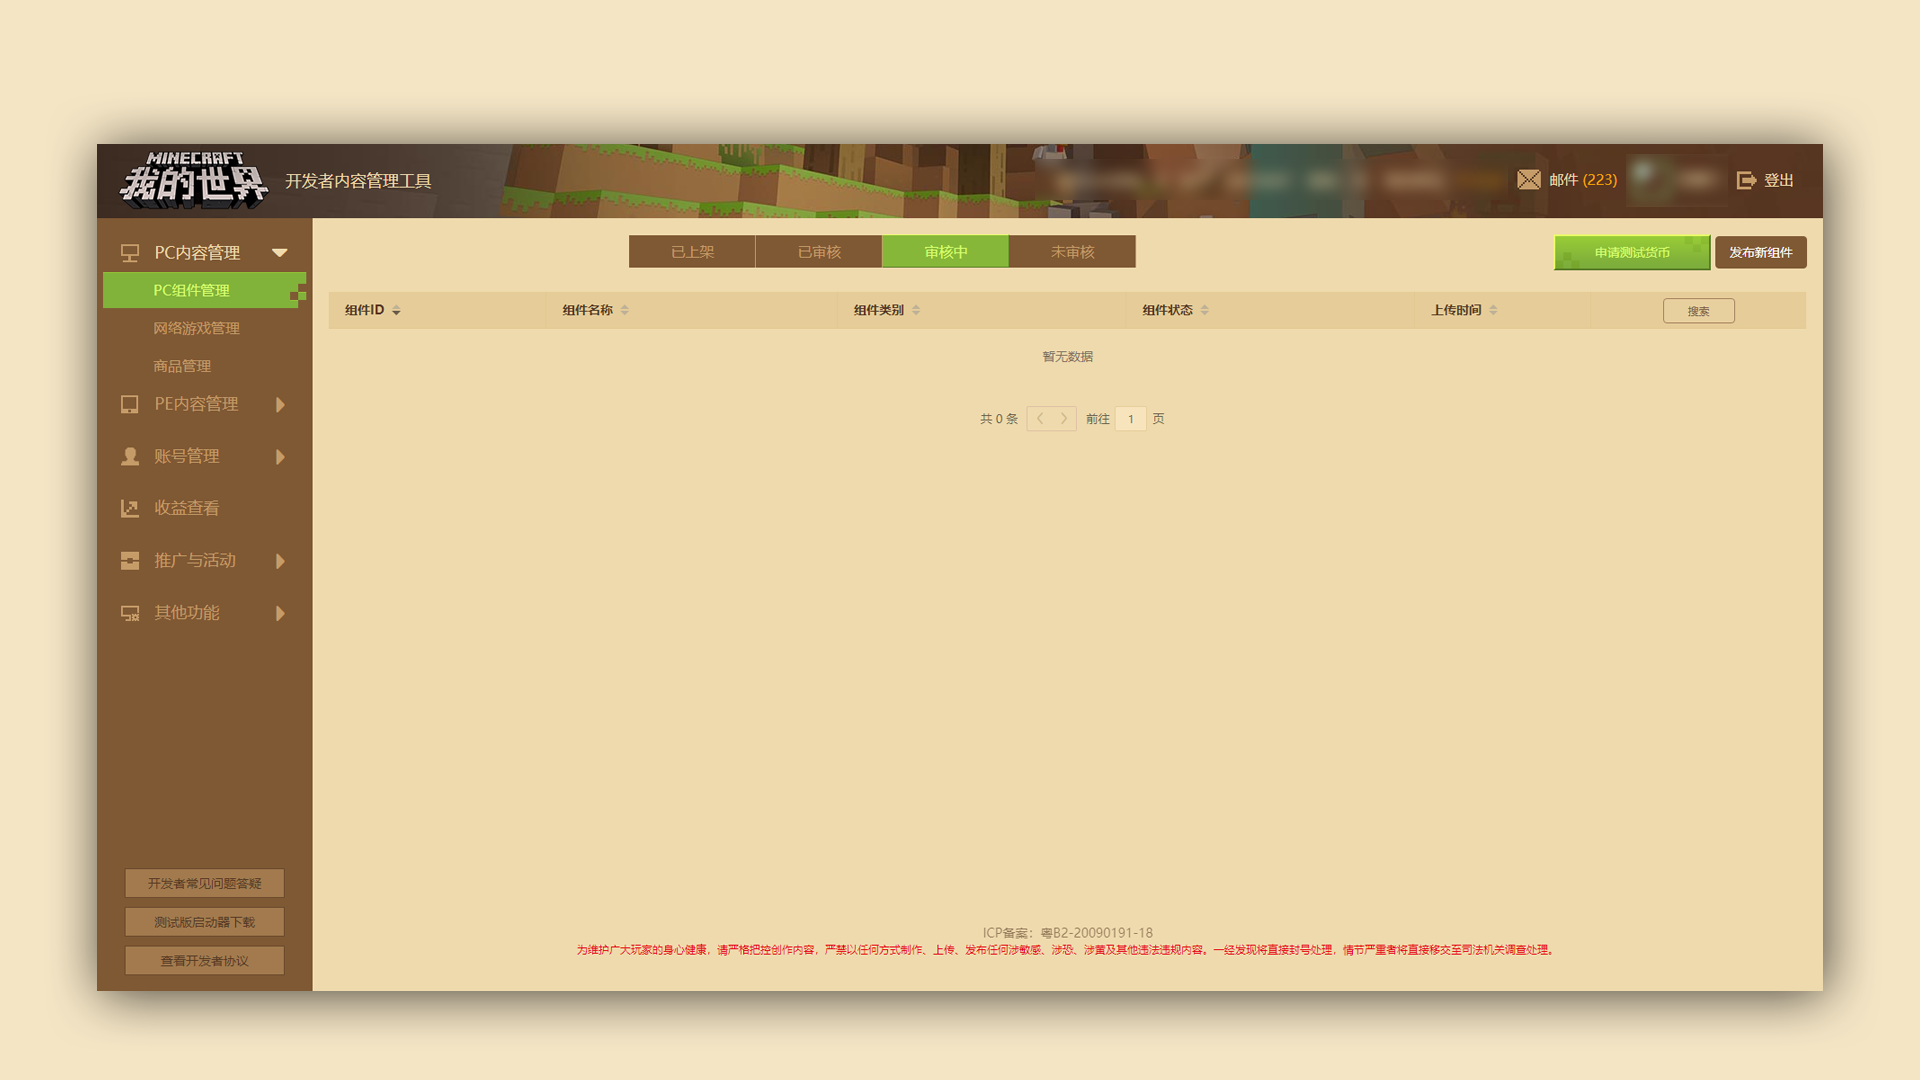 MINECRAFT
我的世界
开发者内容管理工具
邮件 (223)
登出
PC内容管理
PC组件管理
网络游戏管理
商品管理
PE内容管理
账号管理
收益查看
推广与活动
其他功能
开发者常见问题答疑
测试版启动器下载
查看开发者协议
已上架 已审核 审核中 未审核
申请测试货币 发布新组件
组件ID 组件名称 组件类别 组件状态 上传时间 搜索
暂无数据
共 0 条 前往 1 页
ICP备案：粤B2-20090191-18
为维护广大玩家的身心健康，请严格把控创作内容，严禁以任何方式制作、上传、发布任何涉敏感、涉恐、涉黄及其他违法违规内容。一经发现将直接封号处理，情节严重者将直接移交至司法机关调查处理。